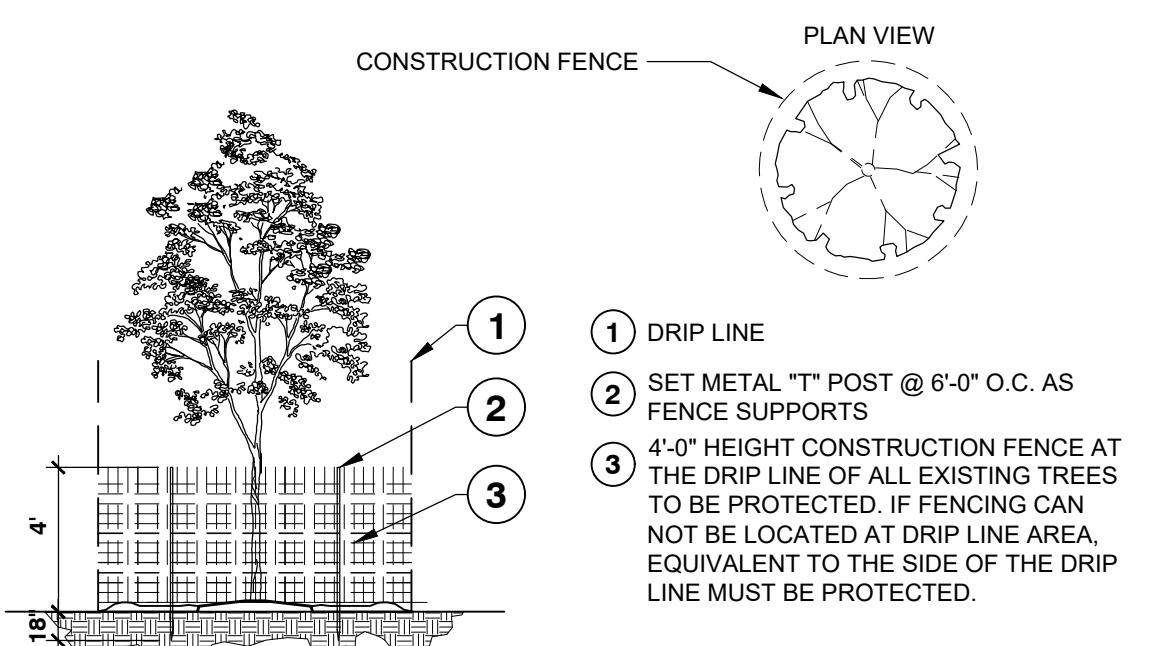 PLAN VIEW
CONSTRUCTION FENCE
1
2
3
4'
18"
1 DRIP LINE
2 SET METAL "T" POST @ 6'-0" O.C. AS
FENCE SUPPORTS
3 4'-0" HEIGHT CONSTRUCTION FENCE AT
THE DRIP LINE OF ALL EXISTING TREES
TO BE PROTECTED. IF FENCING CAN
NOT BE LOCATED AT DRIP LINE AREA,
EQUIVALENT TO THE SIDE OF THE DRIP
LINE MUST BE PROTECTED.